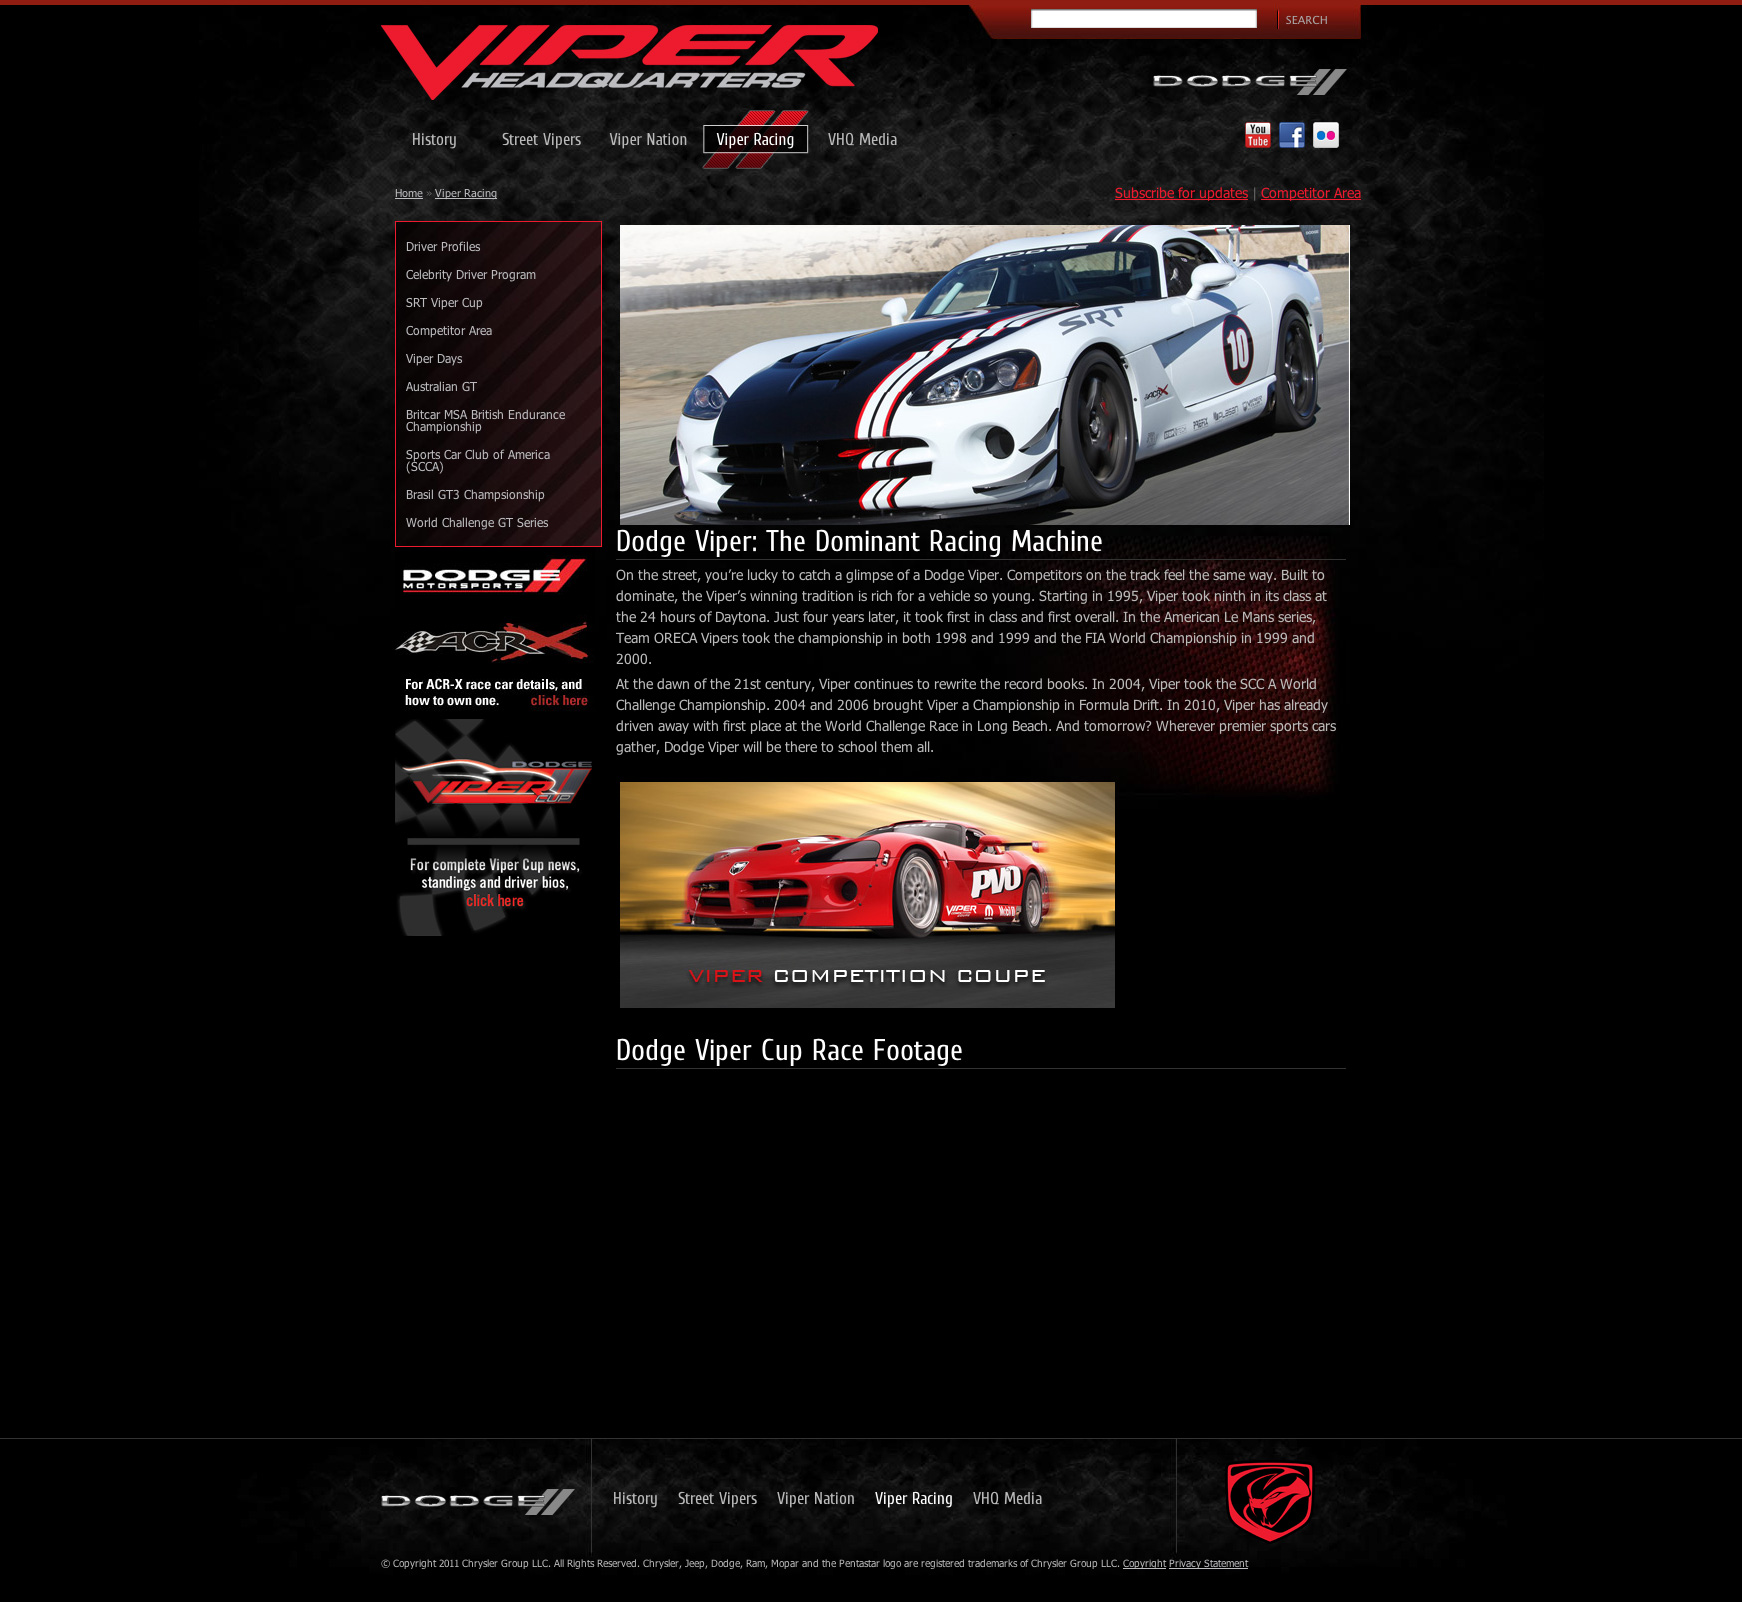 SEARCH
VIPER
HEADQUARTERS
DODGE
History Street Vipers Viper Nation Viper Racing VHQ Media
You
Tube
f
Home » Viper Racing
Subscribe for updates | Competitor Area
Driver Profiles
Celebrity Driver Program
SRT Viper Cup
Competitor Area
Viper Days
Australian GT
Britcar MSA British Endurance
Championship
Sports Car Club of America
(SCCA)
Brasil GT3 Champsionship
World Challenge GT Series
DODGE
SRT
10
ACRX
DODGE
MOTORSPORTS
ACRX
For ACR-X race car details, and
how to own one. click here
DODGE
VIPER
CUP
For complete Viper Cup news,
standings and driver bios,
click here
Dodge Viper: The Dominant Racing Machine
On the street, you’re lucky to catch a glimpse of a Dodge Viper. Competitors on the track feel the same way. Built to
dominate, the Viper’s winning tradition is rich for a vehicle so young. Starting in 1995, Viper took ninth in its class at
the 24 hours of Daytona. Just four years later, it took first in class and first overall. In the American Le Mans series,
Team ORECA Vipers took the championship in both 1998 and 1999 and the FIA World Championship in 1999 and
2000.
At the dawn of the 21st century, Viper continues to rewrite the record books. In 2004, Viper took the SCC A World
Challenge Championship. 2004 and 2006 brought Viper a Championship in Formula Drift. In 2010, Viper has already
driven away with first place at the World Challenge Race in Long Beach. And tomorrow? Wherever premier sports cars
gather, Dodge Viper will be there to school them all.
DODGE
PVO
VIPER
Mobil
VIPER COMPETITION COUPE
Dodge Viper Cup Race Footage
DODGE
History Street Vipers Viper Nation Viper Racing VHQ Media
© Copyright 2011 Chrysler Group LLC. All Rights Reserved. Chrysler, Jeep, Dodge, Ram, Mopar and the Pentastar logo are registered trademarks of Chrysler Group LLC. Copyright Privacy Statement